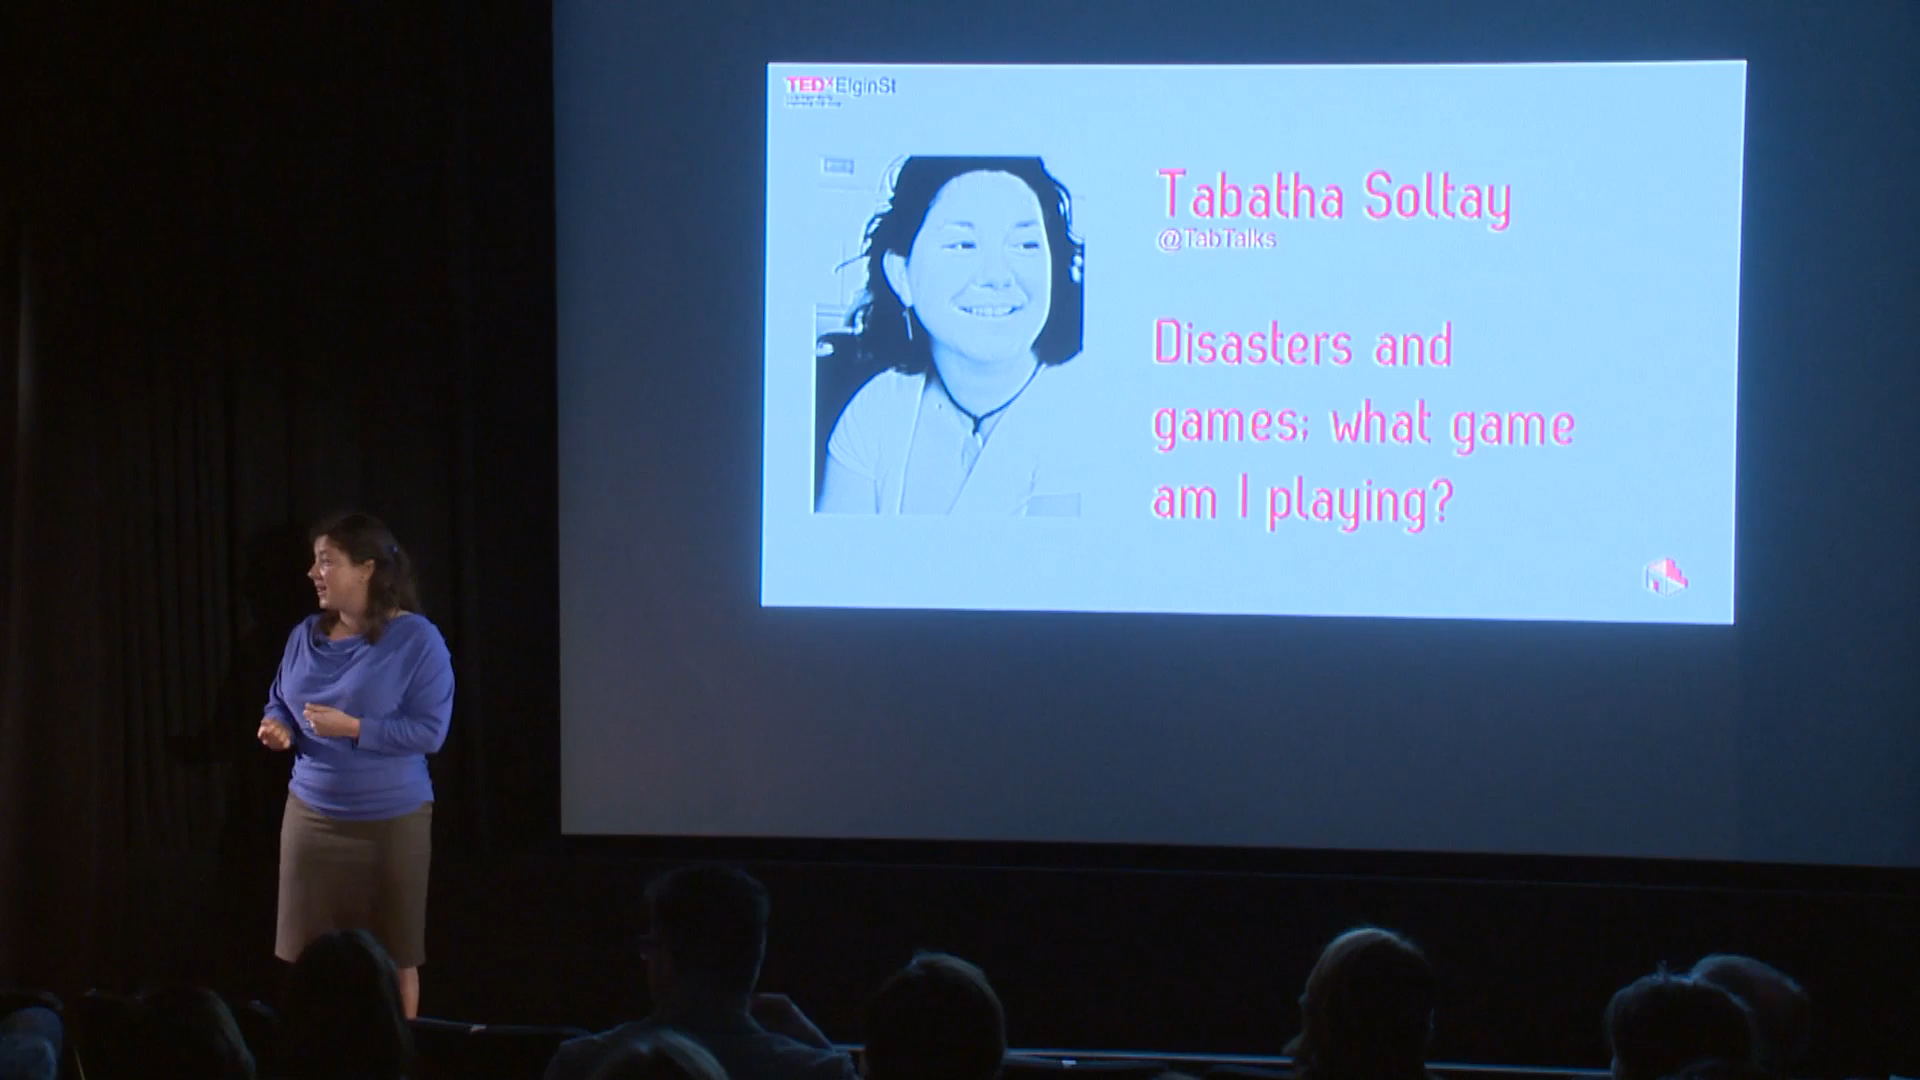 TEDxElginSt
Tabatha Soltay
@TabTalks
Disasters and
games; what game
am I playing?